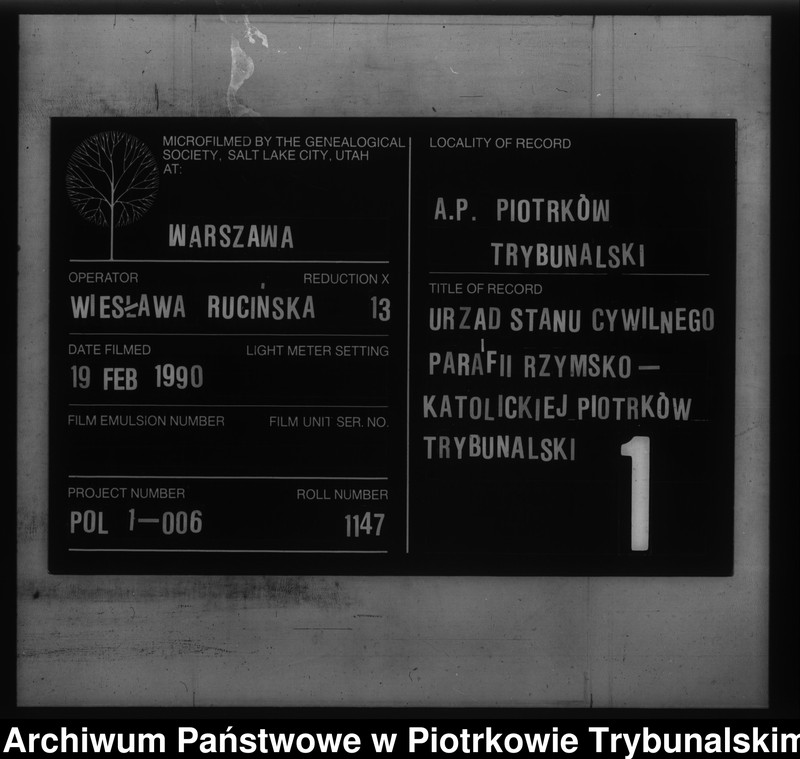 MICROFILMED BY THE GENEALOGICAL
SOCIETY, SALT LAKE CITY, UTAH
AT:
WARSZAWA
OPERATOR REDUCTION X
WIESŁAWA RUCIŃSKA 13
DATE FILMED LIGHT METER SETTING
19 FEB 1990
FILM EMULSION NUMBER FILM UNIT SER. NO.
PROJECT NUMBER ROLL NUMBER
POL 1—006 1147
LOCALITY OF RECORD
A.P. PIOTRKÒW
TRYBUNALSKI
TITLE OF RECORD
URZĄD STANU CYWILNEGO
PARAFII RZYMSKO—
KATOLICKIEJ PIOTRKÒW
TRYBUNALSKI
1
Archiwum Państwowe w Piotrkowie Trybunalskim